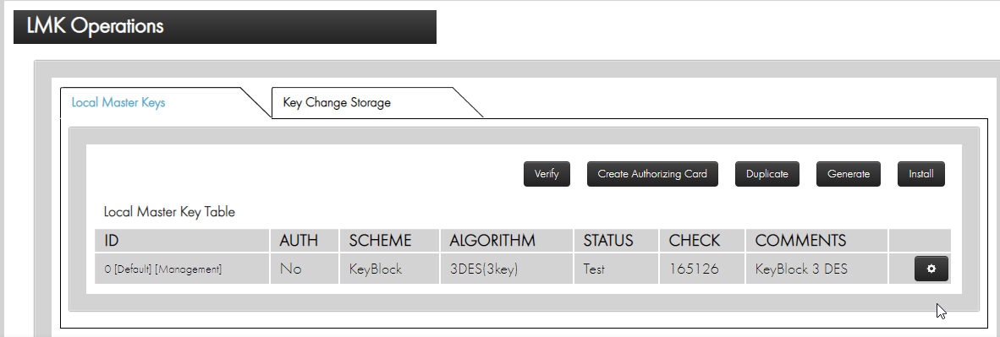 LMK Operations
Local Master Keys Key Change Storage
Verify Create Authorizing Card Duplicate Generate Install
Local Master Key Table
ID AUTH SCHEME ALGORITHM STATUS CHECK COMMENTS
0 [Default] [Management] No KeyBlock 3DES(3key) Test 165126 KeyBlock 3 DES